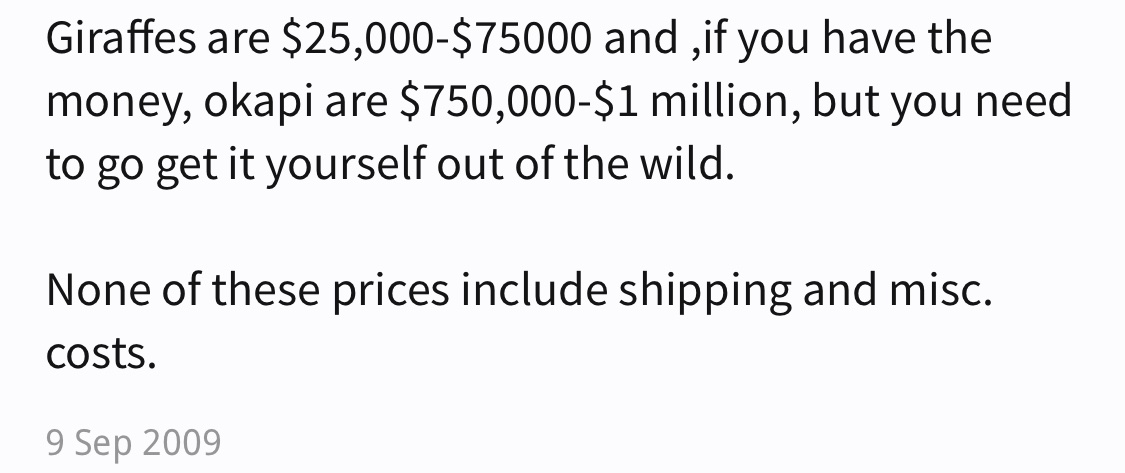 Giraffes are $25,000-$75000 and ,if you have the
money, okapi are $750,000-$1 million, but you need
to go get it yourself out of the wild.
None of these prices include shipping and misc.
costs.
9 Sep 2009